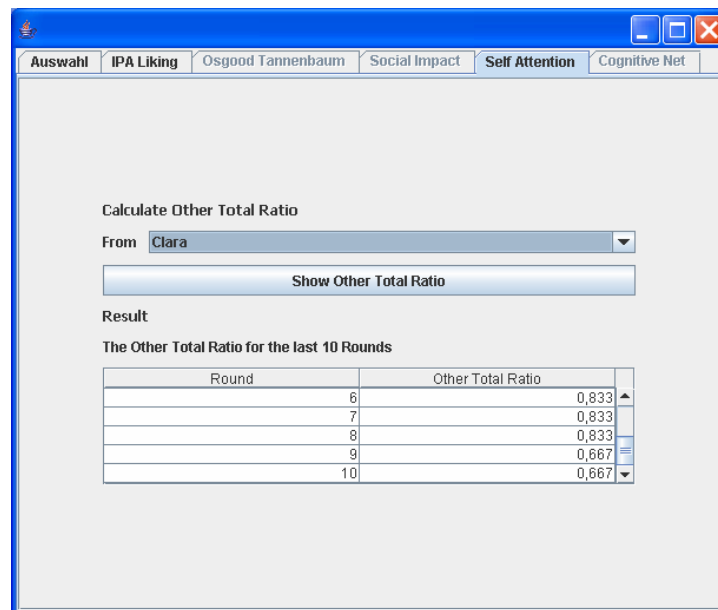 Auswahl IPA Liking Osgood Tannenbaum Social Impact Self Attention Cognitive Net
Calculate Other Total Ratio
From Clara
Show Other Total Ratio
Result
The Other Total Ratio for the last 10 Rounds
Round Other Total Ratio
6 0,833
7 0,833
8 0,833
9 0,667
10 0,667